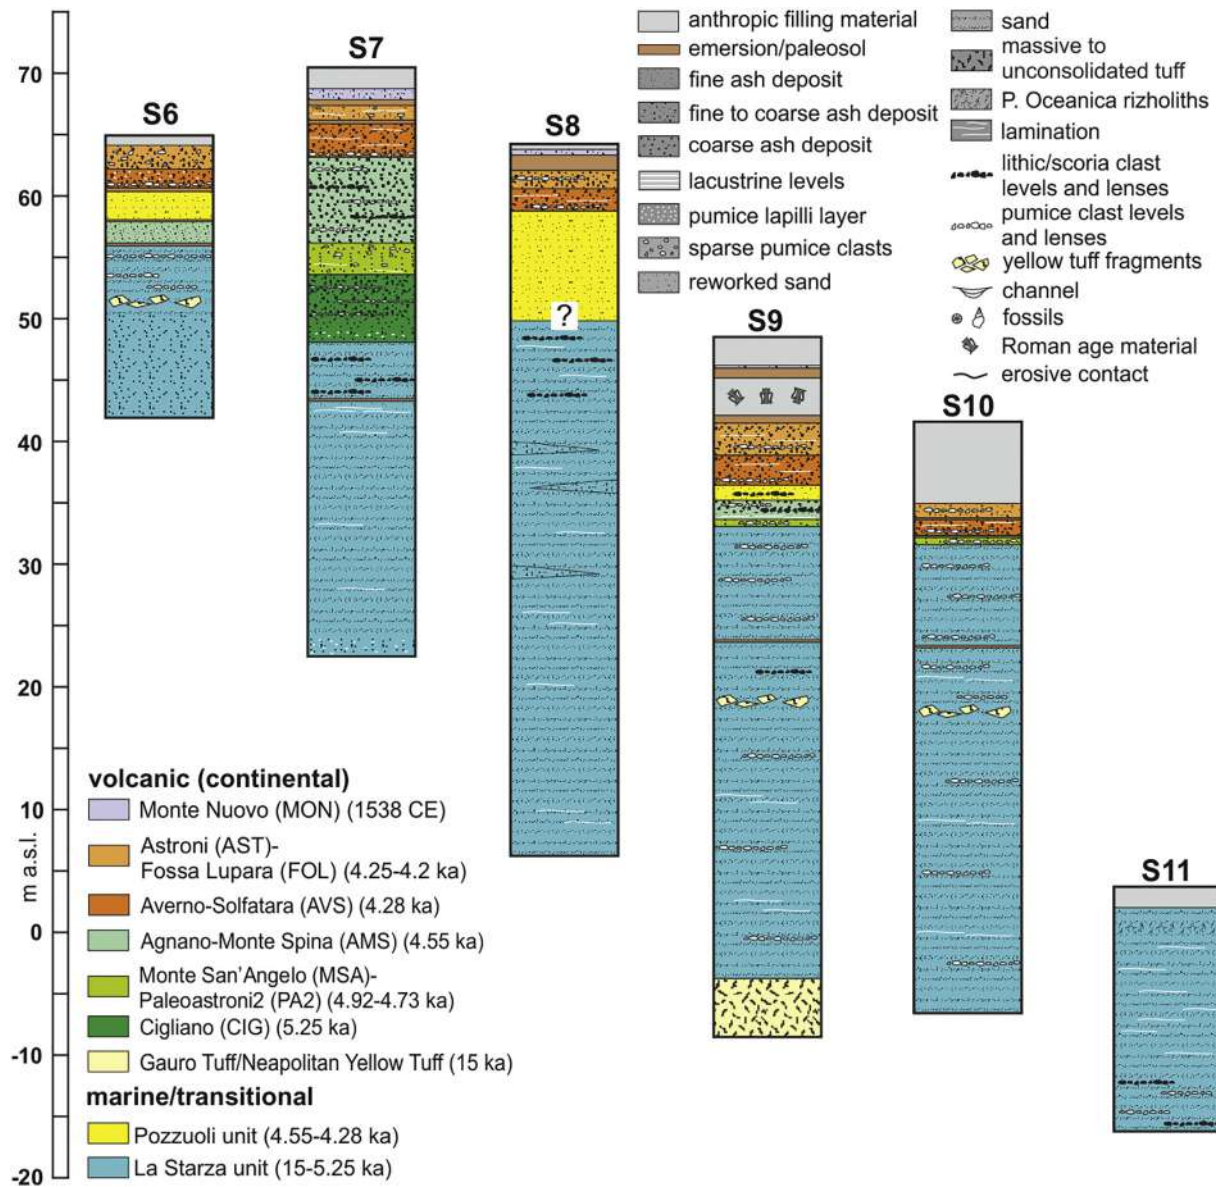 S6
S7
S8
S9
S10
S11
70
60
50
40
30
20
10
0
-10
-20
m a.s.l.
?
anthropic filling material
emersion/paleosol
fine ash deposit
fine to coarse ash deposit
coarse ash deposit
lacustrine levels
pumice lapilli layer
sparse pumice clasts
reworked sand
sand
massive to
unconsolidated tuff
P. Oceanica rizholiths
lamination
lithic/scoria clast
levels and lenses
pumice clast levels
and lenses
yellow tuff fragments
channel
fossils
Roman age material
erosive contact
volcanic (continental)
Monte Nuovo (MON) (1538 CE)
Astroni (AST)-
Fossa Lupara (FOL) (4.25-4.2 ka)
Averno-Solfatara (AVS) (4.28 ka)
Agnano-Monte Spina (AMS) (4.55 ka)
Monte San'Angelo (MSA)-
Paleoastroni2 (PA2) (4.92-4.73 ka)
Cigliano (CIG) (5.25 ka)
Gauro Tuff/Neapolitan Yellow Tuff (15 ka)
marine/transitional
Pozzuoli unit (4.55-4.28 ka)
La Starza unit (15-5.25 ka)